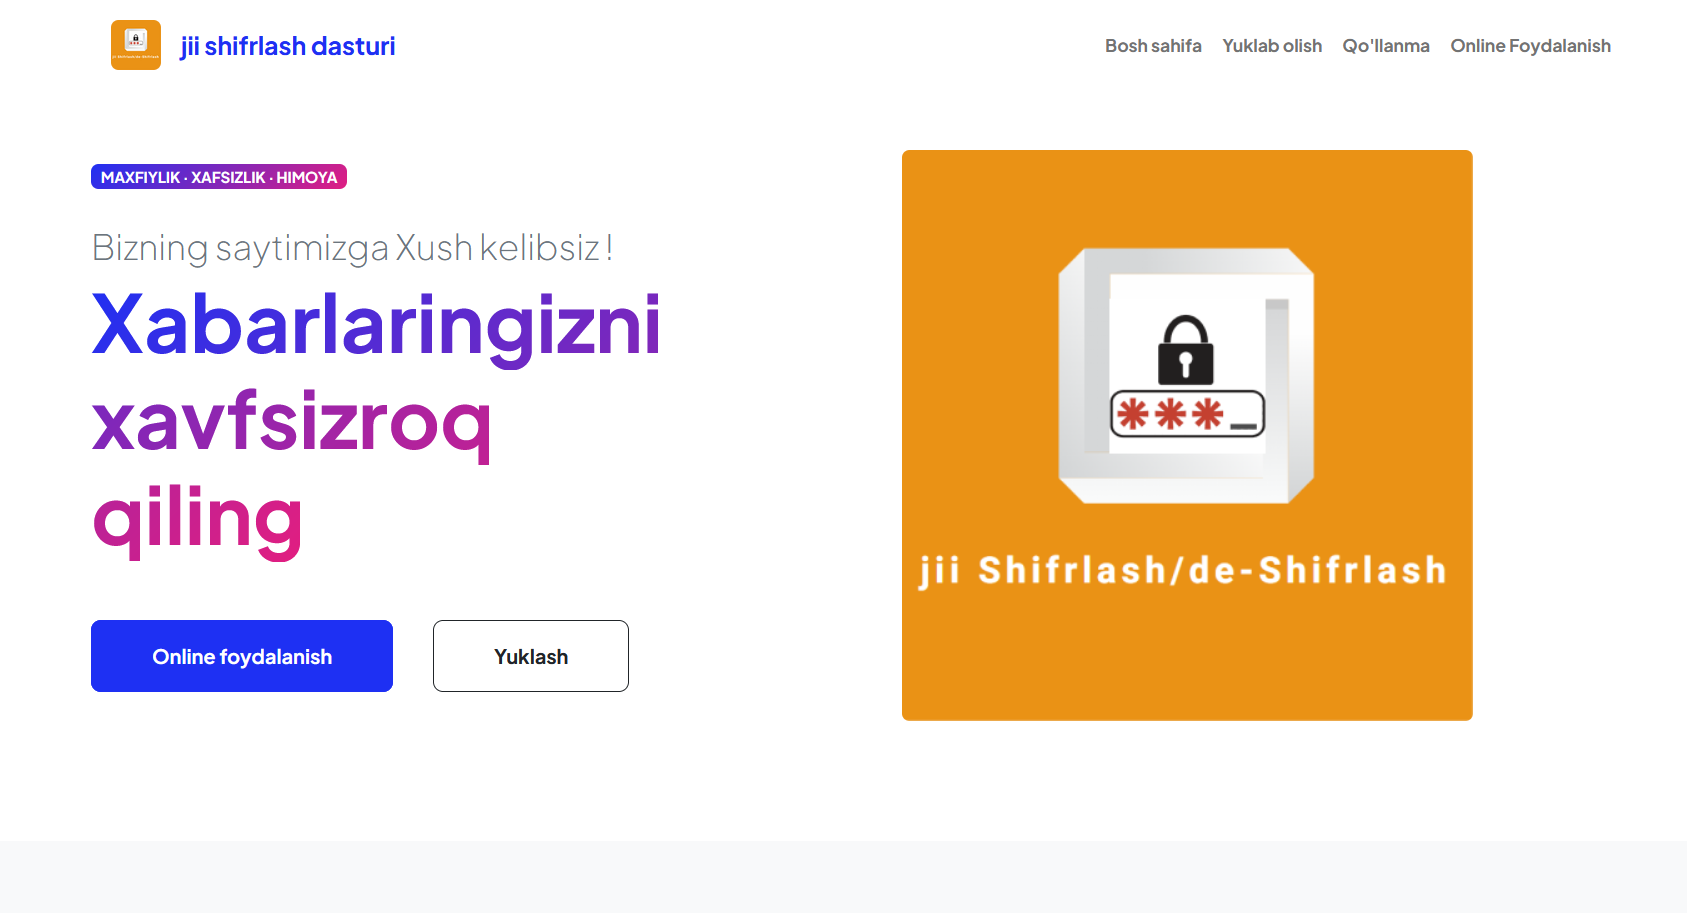 jii shifrlash dasturi
Bosh sahifa Yuklab olish Qo'llanma Online Foydalanish
MAXFIYLIK · XAFSIZLIK · HIMOYA
Bizning saytimizga Xush kelibsiz !
Xabarlaringizni
xavfsizroq
qiling
Online foydalanish Yuklash
***_
jii Shifrlash/de-Shifrlash